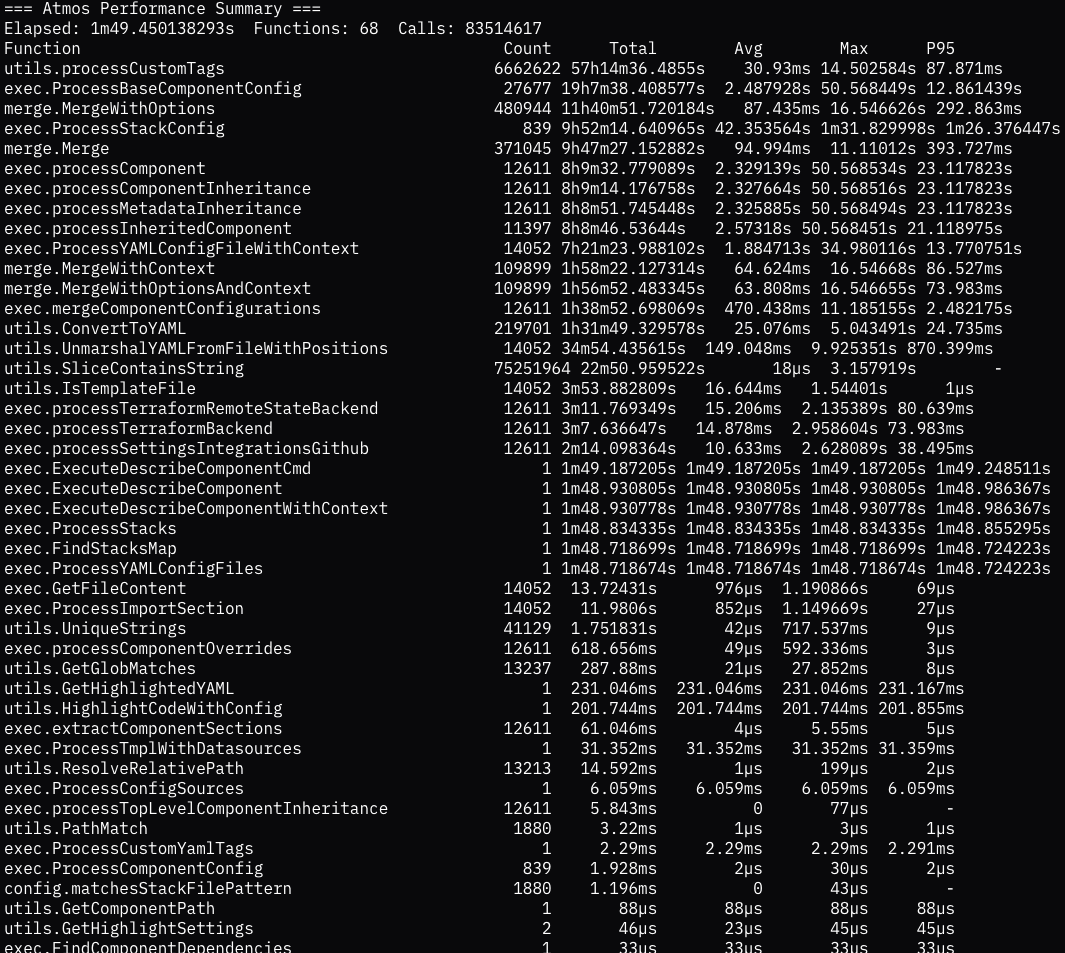 === Atmos Performance Summary ===
Elapsed: 1m49.450138293s  Functions: 68  Calls: 83514617
Function Count Total Avg Max P95
utils.processCustomTags 6662622 57h14m36.4855s 30.93ms 14.502584s 87.871ms
exec.ProcessBaseComponentConfig 27677 19h7m38.408577s 2.487928s 50.568449s 12.861439s
merge.MergeWithOptions 480944 11h40m51.720184s 87.435ms 16.546626s 292.863ms
exec.ProcessStackConfig 839 9h52m14.640965s 42.353564s 1m31.829998s 1m26.376447s
merge.Merge 371045 9h47m27.152882s 94.994ms 11.11012s 393.727ms
exec.processComponent 12611 8h9m32.779089s 2.329139s 50.568534s 23.117823s
exec.processComponentInheritance 12611 8h9m14.176758s 2.327664s 50.568516s 23.117823s
exec.processMetadataInheritance 12611 8h8m51.745448s 2.325885s 50.568494s 23.117823s
exec.processInheritedComponent 11397 8h8m46.53644s 2.57318s 50.568451s 21.118975s
exec.ProcessYAMLConfigFileWithContext 14052 7h21m23.988102s 1.884713s 34.980116s 13.770751s
merge.MergeWithContext 109899 1h58m22.127314s 64.624ms 16.54668s 86.527ms
merge.MergeWithOptionsAndContext 109899 1h56m52.483345s 63.808ms 16.546655s 73.983ms
exec.mergeComponentConfigurations 12611 1h38m52.698069s 470.438ms 11.185155s 2.482175s
utils.ConvertToYAML 219701 1h31m49.329578s 25.076ms 5.043491s 24.735ms
utils.UnmarshalYAMLFromFileWithPositions 14052 34m54.435615s 149.048ms 9.925351s 870.399ms
utils.SliceContainsString 75251964 22m50.959522s 18µs 3.157919s -
utils.IsTemplateFile 14052 3m53.882809s 16.644ms 1.54401s 1µs
exec.processTerraformRemoteStateBackend 12611 3m11.769349s 15.206ms 2.135389s 80.639ms
exec.processTerraformBackend 12611 3m7.636647s 14.878ms 2.958604s 73.983ms
exec.processSettingsIntegrationsGithub 12611 2m14.098364s 10.633ms 2.628089s 38.495ms
exec.ExecuteDescribeComponentCmd 1 1m49.187205s 1m49.187205s 1m49.187205s 1m49.248511s
exec.ExecuteDescribeComponent 1 1m48.930805s 1m48.930805s 1m48.930805s 1m48.986367s
exec.ExecuteDescribeComponentWithContext 1 1m48.930778s 1m48.930778s 1m48.930778s 1m48.986367s
exec.ProcessStacks 1 1m48.834335s 1m48.834335s 1m48.834335s 1m48.855295s
exec.FindStacksMap 1 1m48.718699s 1m48.718699s 1m48.718699s 1m48.724223s
exec.ProcessYAMLConfigFiles 1 1m48.718674s 1m48.718674s 1m48.718674s 1m48.724223s
exec.GetFileContent 14052 13.72431s 976µs 1.190866s 69µs
exec.ProcessImportSection 14052 11.9806s 852µs 1.149669s 27µs
utils.UniqueStrings 41129 1.751831s 42µs 717.537ms 9µs
exec.processComponentOverrides 12611 618.656ms 49µs 592.336ms 3µs
utils.GetGlobMatches 13237 287.88ms 21µs 27.852ms 8µs
utils.GetHighlightedYAML 1 231.046ms 231.046ms 231.046ms 231.167ms
utils.HighlightCodeWithConfig 1 201.744ms 201.744ms 201.744ms 201.855ms
exec.extractComponentSections 12611 61.046ms 4µs 5.55ms 5µs
exec.ProcessTmplWithDatasources 1 31.352ms 31.352ms 31.352ms 31.359ms
utils.ResolveRelativePath 13213 14.592ms 1µs 199µs 2µs
exec.ProcessConfigSources 1 6.059ms 6.059ms 6.059ms 6.059ms
exec.processTopLevelComponentInheritance 12611 5.843ms 0 77µs -
utils.PathMatch 1880 3.22ms 1µs 3µs 1µs
exec.ProcessCustomYamlTags 1 2.29ms 2.29ms 2.29ms 2.291ms
exec.ProcessComponentConfig 839 1.928ms 2µs 30µs 2µs
config.matchesStackFilePattern 1880 1.196ms 0 43µs -
utils.GetComponentPath 1 88µs 88µs 88µs 88µs
utils.GetHighlightSettings 2 46µs 23µs 45µs 45µs
exec.FindComponentDependencies 1 33µs 33µs 33µs 33µs